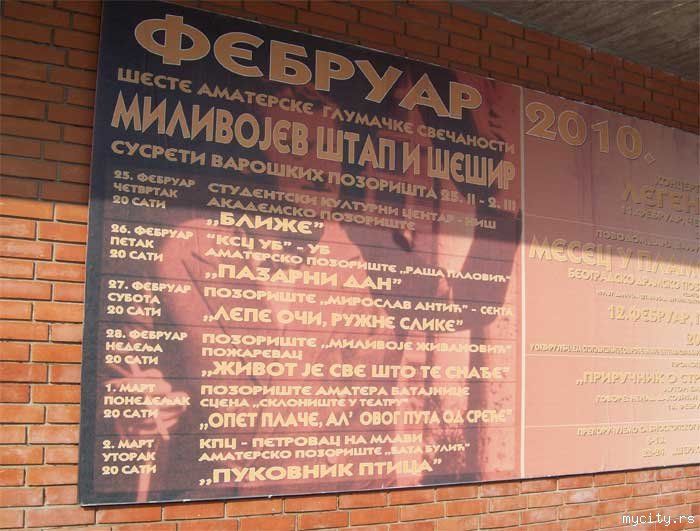 ФЕБРУАР
ШЕСТЕ АМАТЕРСКЕ ГЛУМАЧКЕ СВЕЧАНОСТИ
МИЛИВОЈЕВ ШТАП И ШЕШИР
СУСРЕТИ ВАРОШКИХ ПОЗОРИШТА 25. II - 2. III
25. ФЕБРУАР
ЧЕТВРТАК
20 САТИ
СТУДЕНТСКИ КУЛТУРНИ ЦЕНТАР - НИШ
АКАДЕМСКО ПОЗОРИШТЕ
„БЛИЖЕ”
26. ФЕБРУАР
ПЕТАК
20 САТИ
“КСЦ УБ” - УБ
АМАТЕРСКО ПОЗОРИШТЕ „РАША ПЛАОВИЋ”
„ПАЗАРНИ ДАН”
27. ФЕБРУАР
СУБОТА
20 САТИ
ПОЗОРИШТЕ „МИРОСЛАВ АНТИЋ” - СЕНТА
„ЛЕПЕ ОЧИ, РУЖНЕ СЛИКЕ”
28. ФЕБРУАР
НЕДЕЉА
20 САТИ
ПОЗОРИШТЕ „МИЛИВОЈЕ ЖИВАНОВИЋ”
ПОЖАРЕВАЦ
„ЖИВОТ ЈЕ СВЕ ШТО ТЕ СНАЂЕ”
1. МАРТ
ПОНЕДЕЉАК
20 САТИ
ПОЗОРИШТЕ АМАТЕРА БАТАЈНИЦЕ
СЦЕНА „СКЛОНИШТЕ У ТЕАТРУ”
„ОПЕТ ПЛАЧЕ, АЛ’ ОВОГ ПУТА ОД СРЕЋЕ”
2. МАРТ
УТОРАК
20 САТИ
КПЦ - ПЕТРОВАЦ НА МЛАВИ
АМАТЕРСКО ПОЗОРИШТЕ „БАТА БУЛИЋ”
„ПУКОВНИК ПТИЦА”
2010.
МЕСЕЦ У
БЕОГРАДСКО
12. ФЕБРУАР,
„ПРИРУЧНИК О
mycity.rs